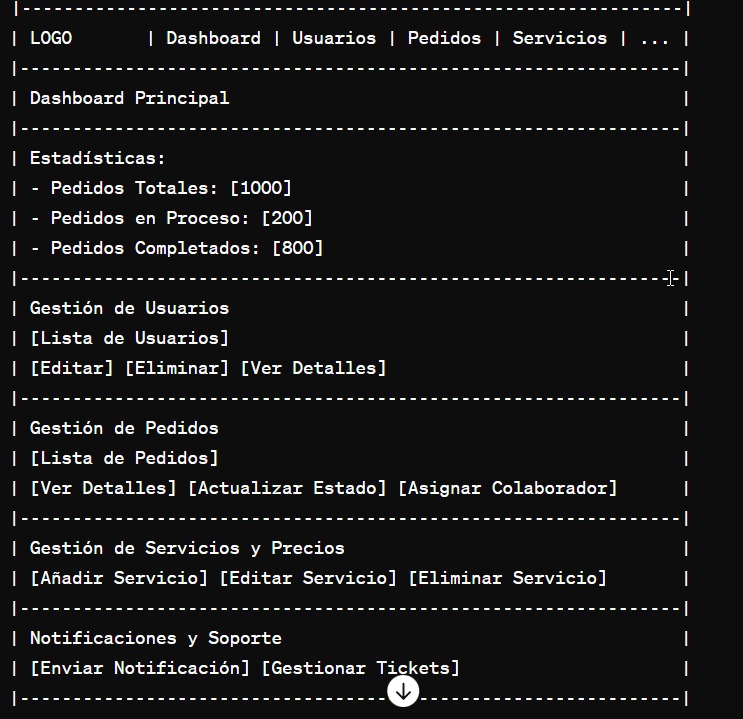 |---------------------------------------------------------------|
| LOGO       | Dashboard | Usuarios | Pedidos | Servicios | ... |
|---------------------------------------------------------------|
| Dashboard Principal                                           |
|---------------------------------------------------------------|
| Estadísticas:                                                 |
| - Pedidos Totales: [1000]                                     |
| - Pedidos en Proceso: [200]                                   |
| - Pedidos Completados: [800]                                  |
|---------------------------------------------------------------|
| Gestión de Usuarios                                           |
| [Lista de Usuarios]                                           |
| [Editar] [Eliminar] [Ver Detalles]                            |
|---------------------------------------------------------------|
| Gestión de Pedidos                                            |
| [Lista de Pedidos]                                            |
| [Ver Detalles] [Actualizar Estado] [Asignar Colaborador]      |
|---------------------------------------------------------------|
| Gestión de Servicios y Precios                                |
| [Añadir Servicio] [Editar Servicio] [Eliminar Servicio]       |
|---------------------------------------------------------------|
| Notificaciones y Soporte                                      |
| [Enviar Notificación] [Gestionar Tickets]                     |
|---------------------------------------------------------------|